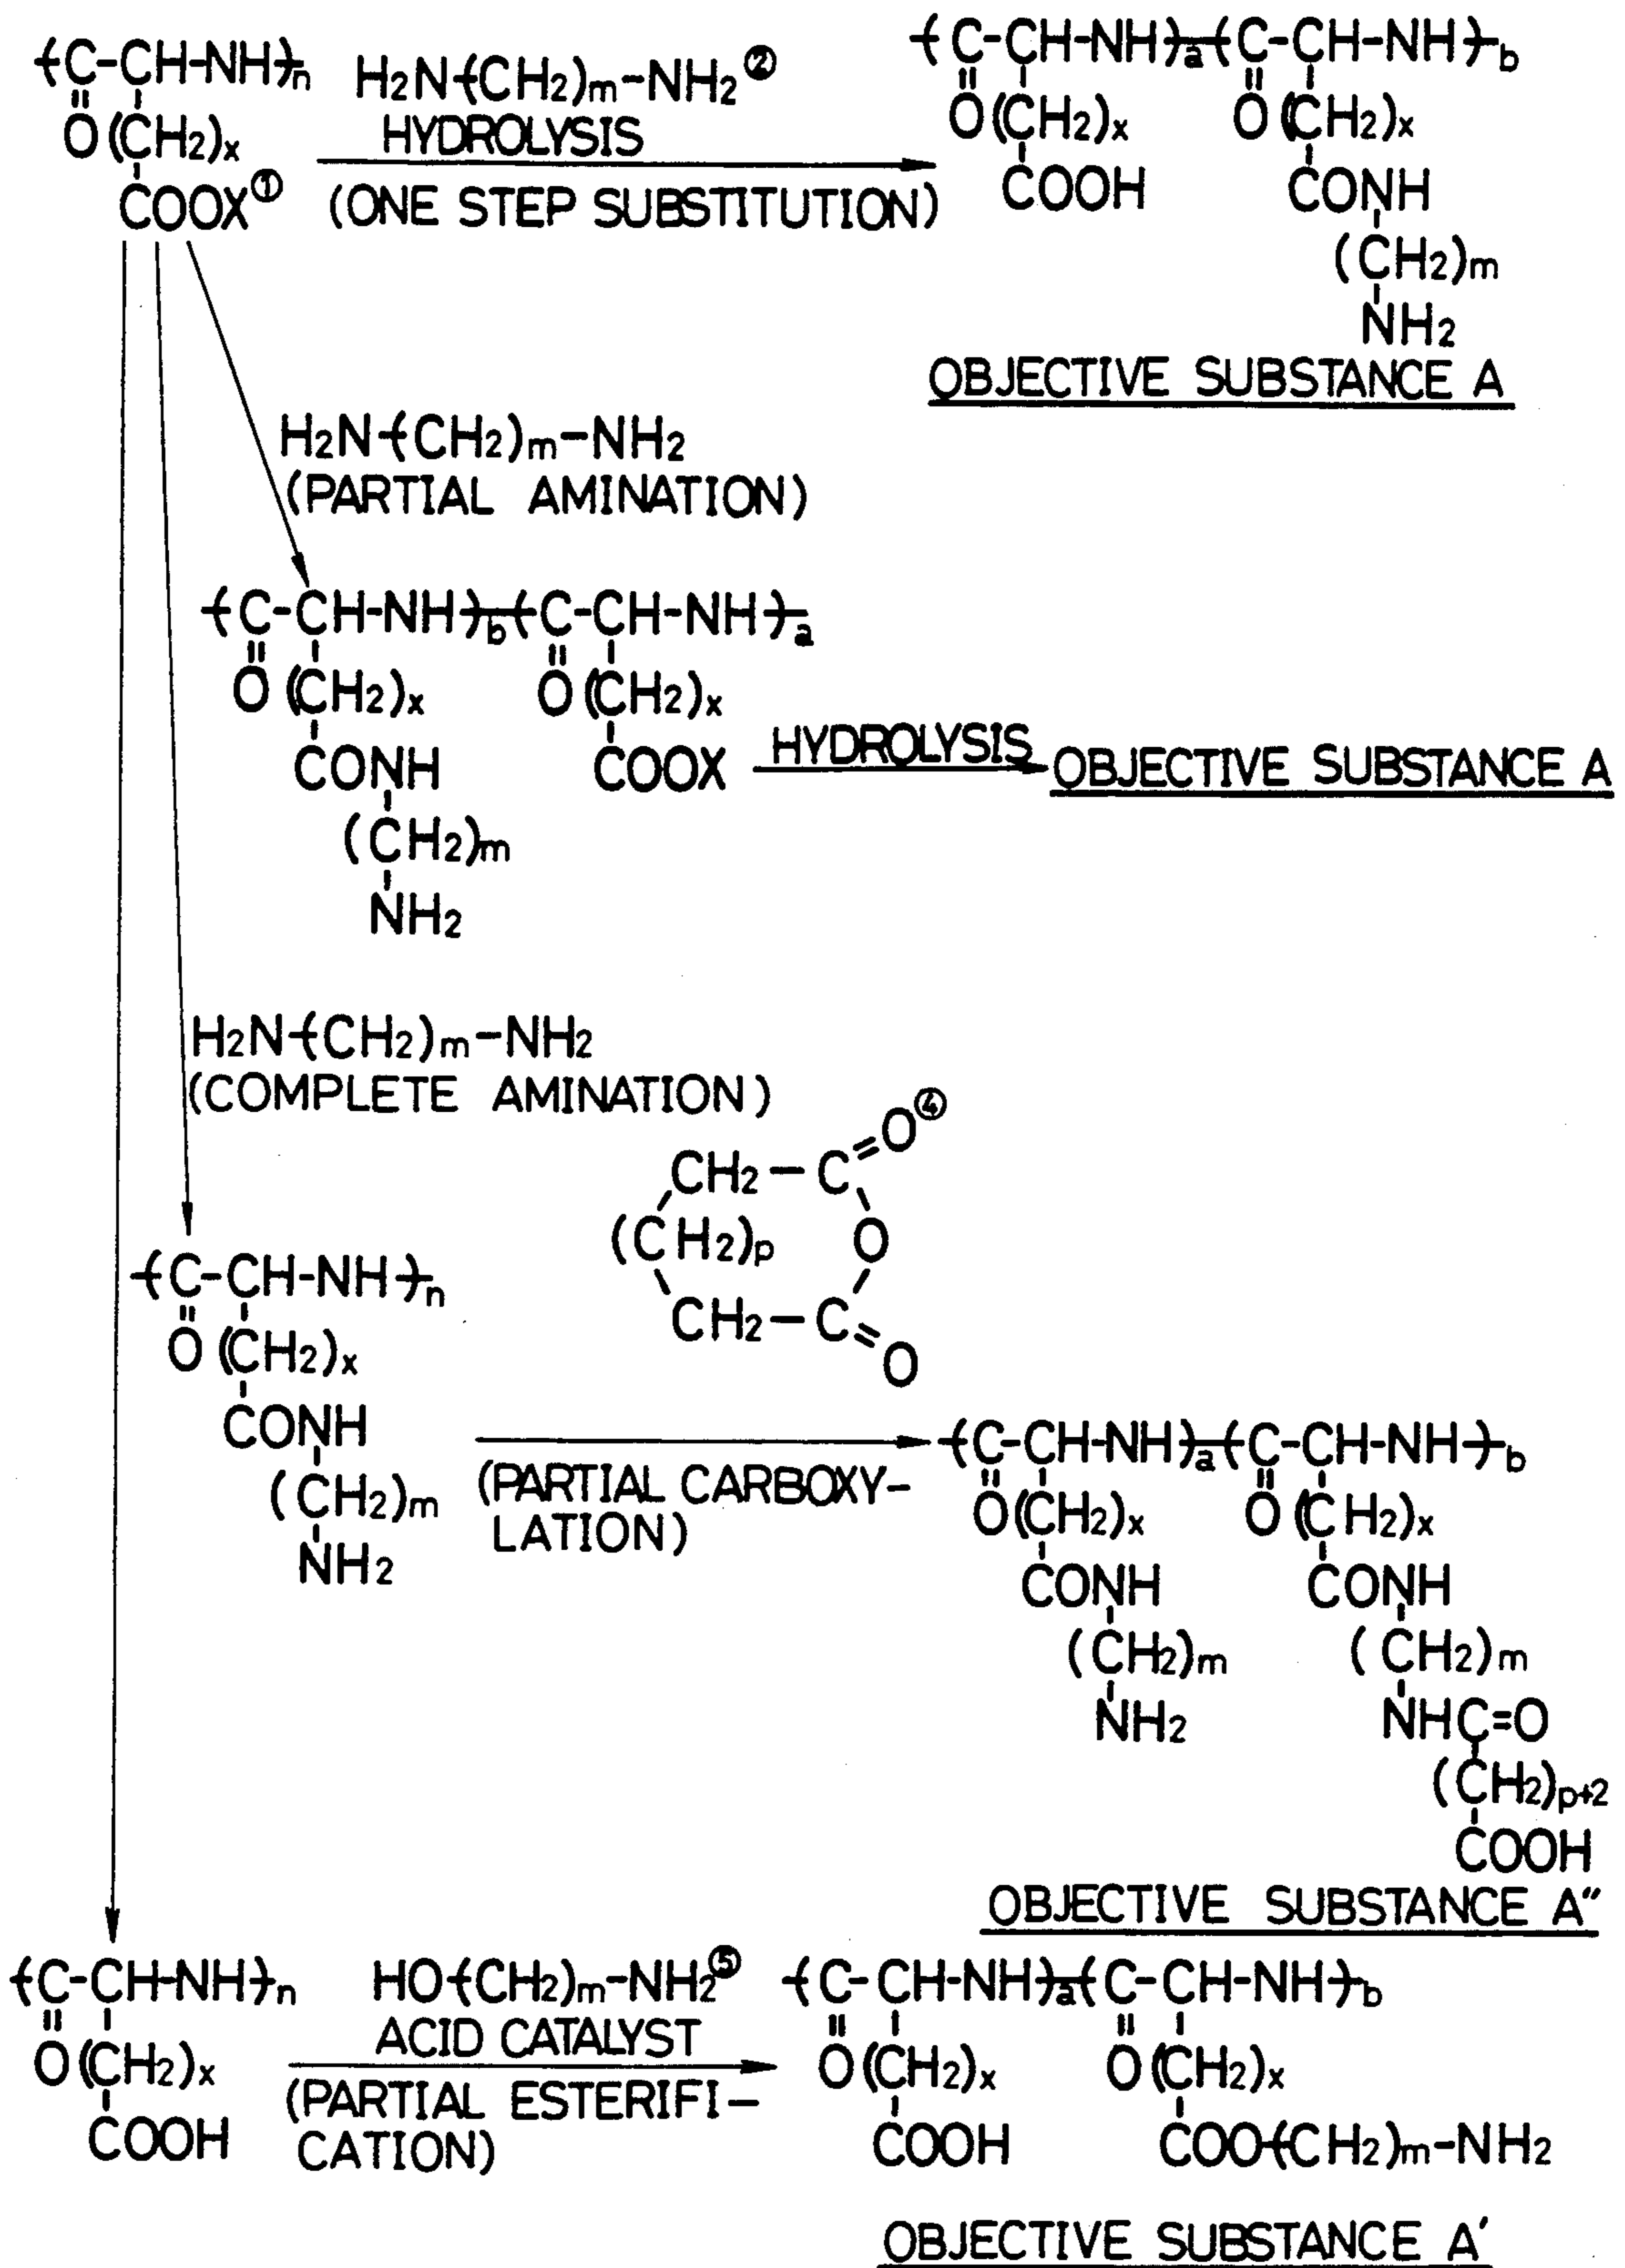 -(C-CH-NH)-n H2N-(CH2)m-NH2② -(C-CH-NH)-a-(C-CH-NH)-b
O (CH2)x HYDROLYSIS O (CH2)x O (CH2)x
COOX① (ONE STEP SUBSTITUTION) COOH CONH
(CH2)m
NH2
OBJECTIVE SUBSTANCE A
H2N-(CH2)m-NH2
(PARTIAL AMINATION)
-(C-CH-NH)-b-(C-CH-NH)-a
O (CH2)x O (CH2)x
CONH COOX HYDROLYSIS OBJECTIVE SUBSTANCE A
(CH2)m
NH2
H2N-(CH2)m-NH2
(COMPLETE AMINATION)
CH2-C=O④
(CH2)p O
CH2-C=O
-(C-CH-NH)-n
O (CH2)x
CONH
(CH2)m
NH2
(PARTIAL CARBOXY-
LATION)
-(C-CH-NH)-a-(C-CH-NH)-b
O (CH2)x O (CH2)x
CONH CONH
(CH2)m (CH2)m
NH2 NHC=O
(CH2)p+2
COOH
OBJECTIVE SUBSTANCE A″
-(C-CH-NH)-n HO-(CH2)m-NH2⑤ -(C-CH-NH)-a-(C-CH-NH)-b
O (CH2)x ACID CATALYST O (CH2)x O (CH2)x
COOH (PARTIAL ESTERIFI-
CATION) COOH COO-(CH2)m-NH2
OBJECTIVE SUBSTANCE A′